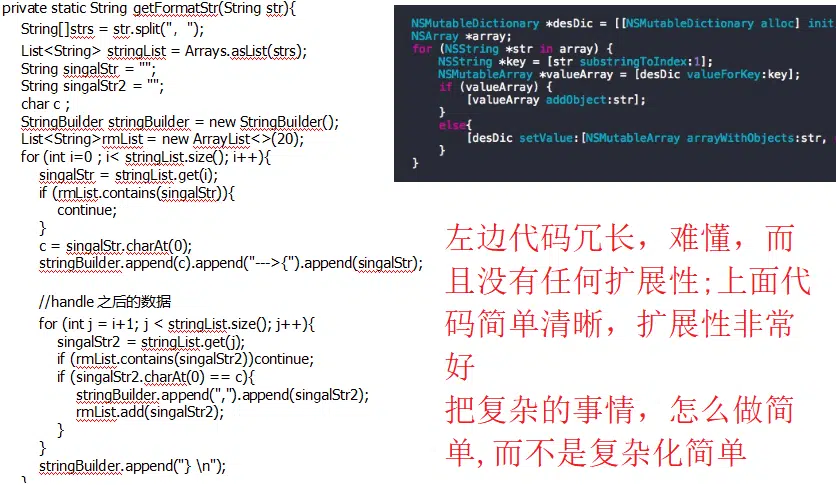 private static String getFormatStr(String str){
String[]strs = str.split(", ");
List<String> stringList = Arrays.asList(strs);
String singalStr = "";
String singalStr2 = "";
char c ;
StringBuilder stringBuilder = new StringBuilder();
List<String>rmList = new ArrayList<>(20);
for (int i=0 ; i< stringList.size(); i++){
singalStr = stringList.get(i);
if (rmList.contains(singalStr)){
continue;
}
c = singalStr.charAt(0);
stringBuilder.append(c).append("--->{").append(singalStr);
//handle 之后的数据
for (int j = i+1; j < stringList.size(); j++){
singalStr2 = stringList.get(j);
if (rmList.contains(singalStr2))continue;
if (singalStr2.charAt(0) == c){
stringBuilder.append(",").append(singalStr2);
rmList.add(singalStr2);
}
}
stringBuilder.append("} \n");
NSMutableDictionary *desDic = [[NSMutableDictionary alloc] init
NSArray *array;
for (NSString *str in array) {
NSString *key = [str substringToIndex:1];
NSMutableArray *valueArray = [desDic valueForKey:key];
if (valueArray) {
[valueArray addObject:str];
}
else{
[desDic setValue:[NSMutableArray arrayWithObjects:str,
}
}
左边代码冗长，难懂，而
且没有任何扩展性;上面代
码简单清晰，扩展性非常
好
把复杂的事情，怎么做简
单,而不是复杂化简单